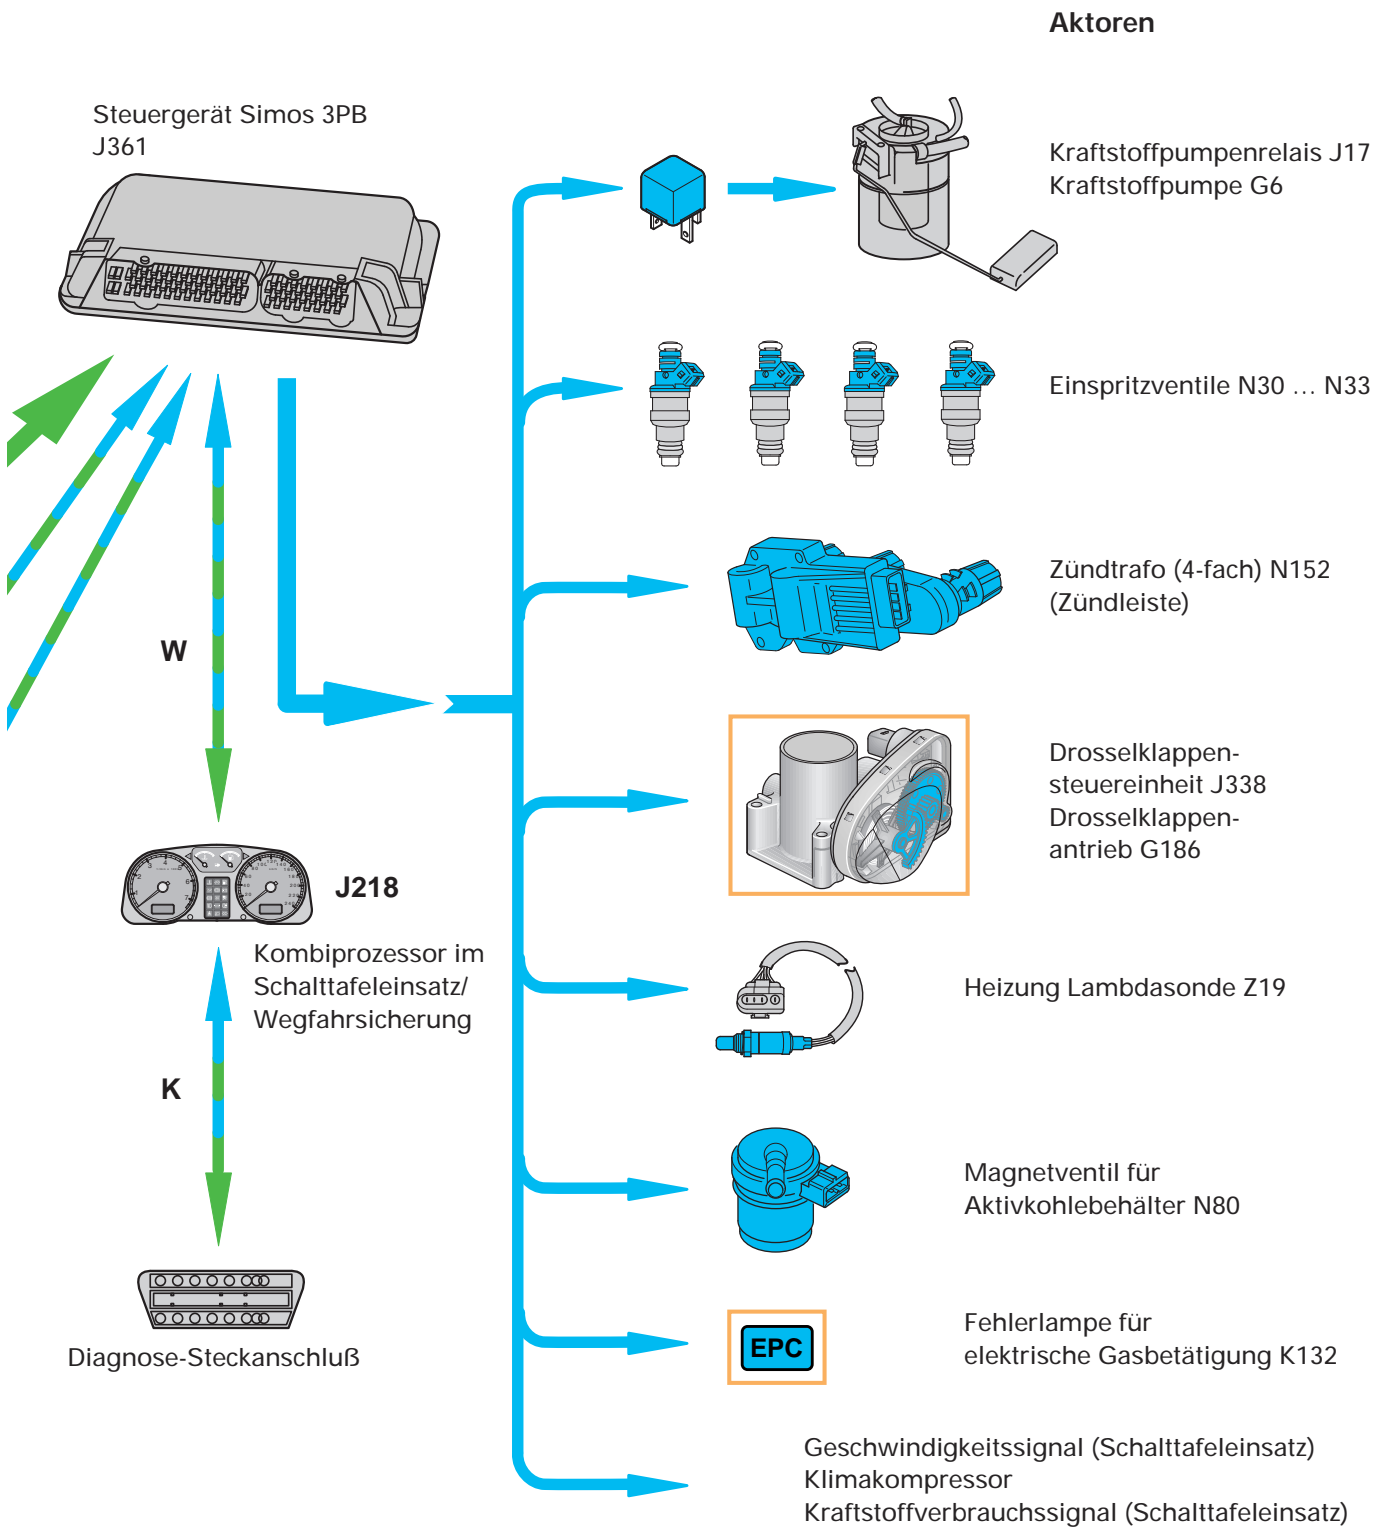 Aktoren
Steuergerät Simos 3PB
J361
Kraftstoffpumpenrelais J17
Kraftstoffpumpe G6
Einspritzventile N30 … N33
Zündtrafo (4-fach) N152
(Zündleiste)
W
Drosselklappen-
steuereinheit J338
Drosselklappen-
antrieb G186
J218
Kombiprozessor im
Schalttafeleinsatz/
Wegfahrsicherung
Heizung Lambdasonde Z19
K
Magnetventil für
Aktivkohlebehälter N80
Diagnose-Steckanschluß
EPC
Fehlerlampe für
elektrische Gasbetätigung K132
Geschwindigkeitssignal (Schalttafeleinsatz)
Klimakompressor
Kraftstoffverbrauchssignal (Schalttafeleinsatz)